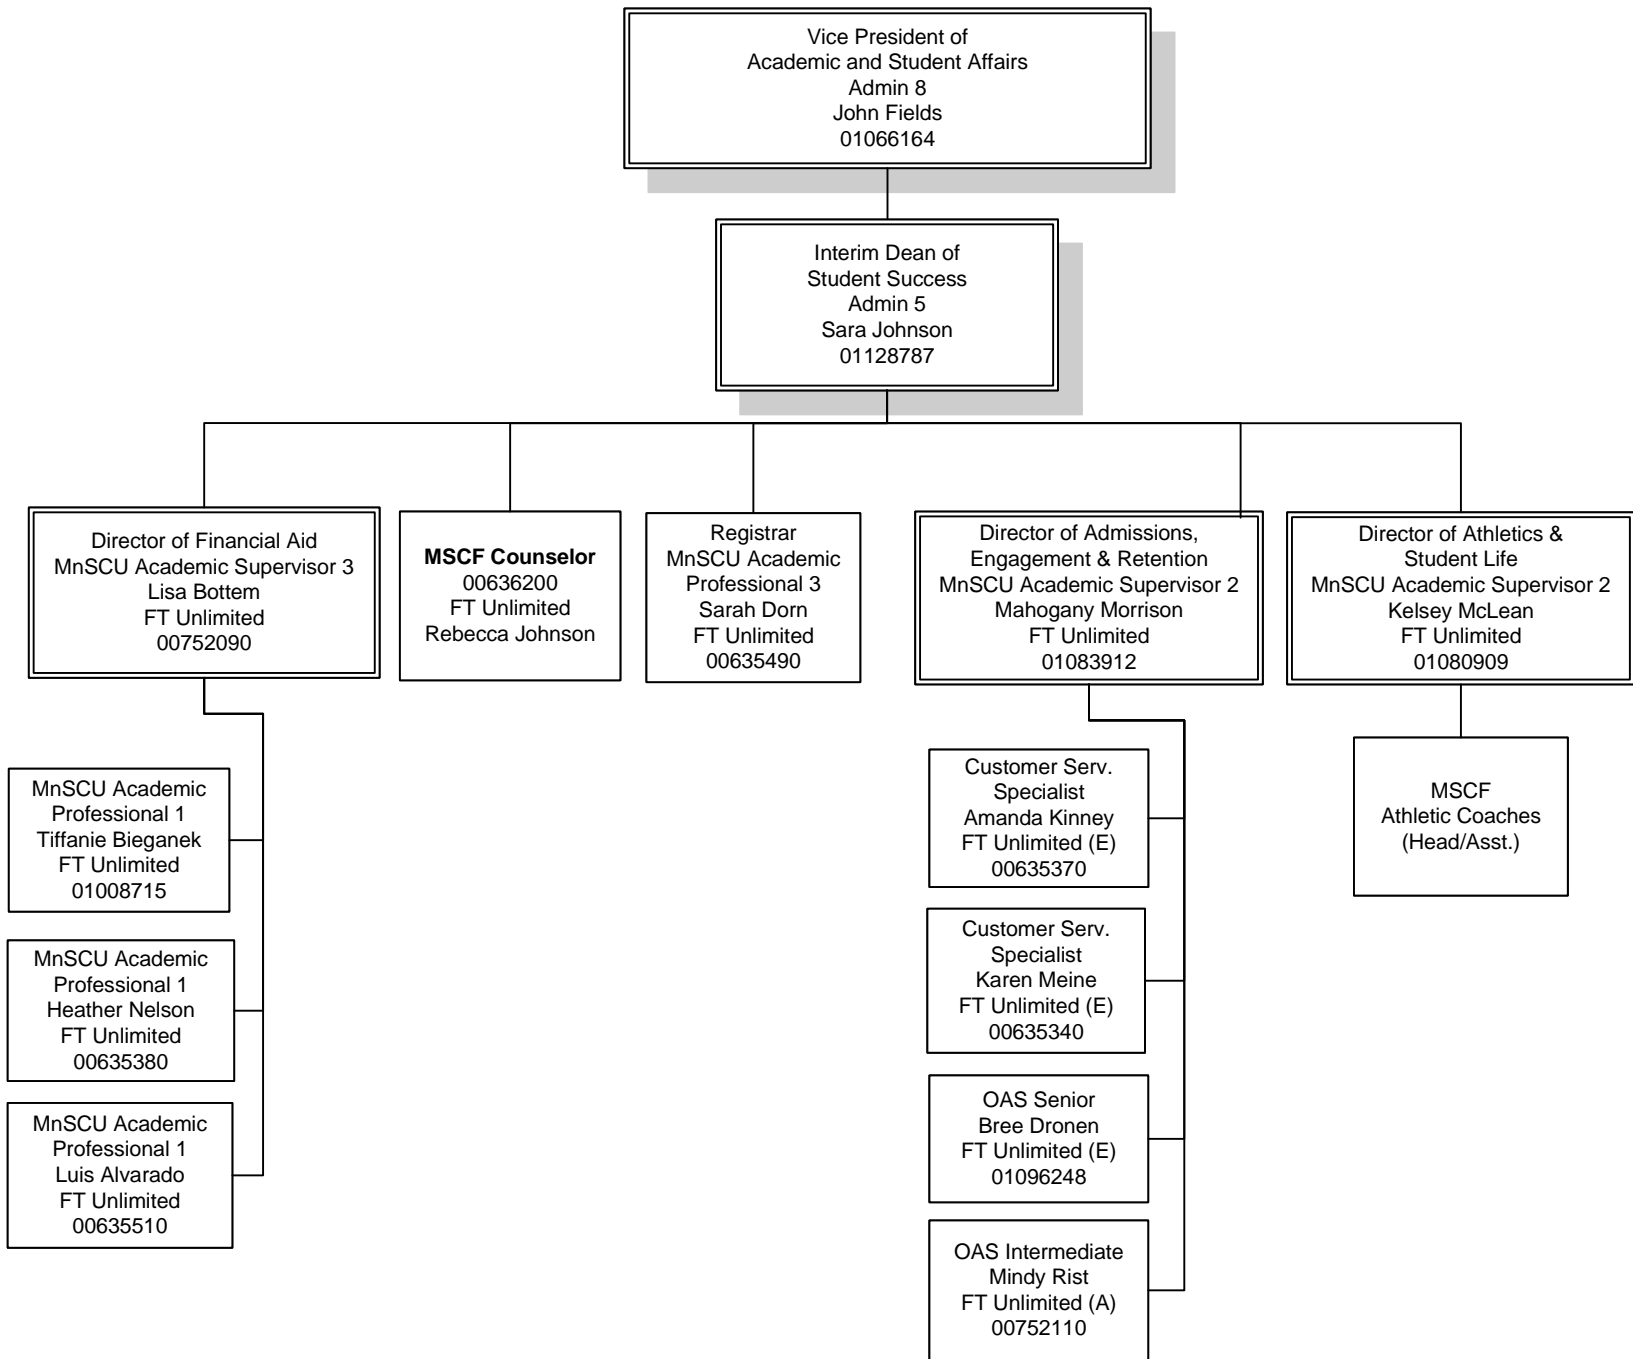 Vice President of
Academic and Student Affairs
Admin 8
John Fields
01066164
Interim Dean of
Student Success
Admin 5
Sara Johnson
01128787
Director of Financial Aid
MnSCU Academic Supervisor 3
Lisa Bottem
FT Unlimited
00752090
MSCF Counselor
00636200
FT Unlimited
Rebecca Johnson
Registrar
MnSCU Academic
Professional 3
Sarah Dorn
FT Unlimited
00635490
Director of Admissions,
Engagement & Retention
MnSCU Academic Supervisor 2
Mahogany Morrison
FT Unlimited
01083912
Director of Athletics &
Student Life
MnSCU Academic Supervisor 2
Kelsey McLean
FT Unlimited
01080909
MnSCU Academic
Professional 1
Tiffanie Bieganek
FT Unlimited
01008715
MnSCU Academic
Professional 1
Heather Nelson
FT Unlimited
00635380
MnSCU Academic
Professional 1
Luis Alvarado
FT Unlimited
00635510
Customer Serv.
Specialist
Amanda Kinney
FT Unlimited (E)
00635370
Customer Serv.
Specialist
Karen Meine
FT Unlimited (E)
00635340
OAS Senior
Bree Dronen
FT Unlimited (E)
01096248
OAS Intermediate
Mindy Rist
FT Unlimited (A)
00752110
MSCF
Athletic Coaches
(Head/Asst.)